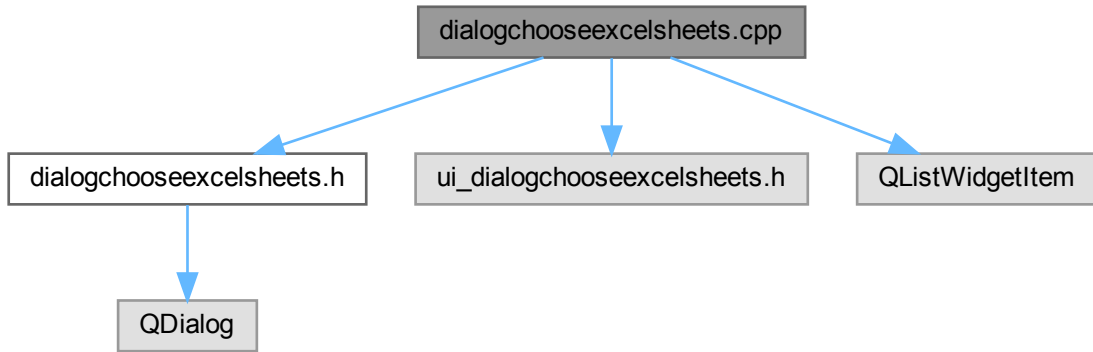 dialogchooseexcelsheets.cpp
dialogchooseexcelsheets.h
ui_dialogchooseexcelsheets.h
QListWidgetItem
QDialog